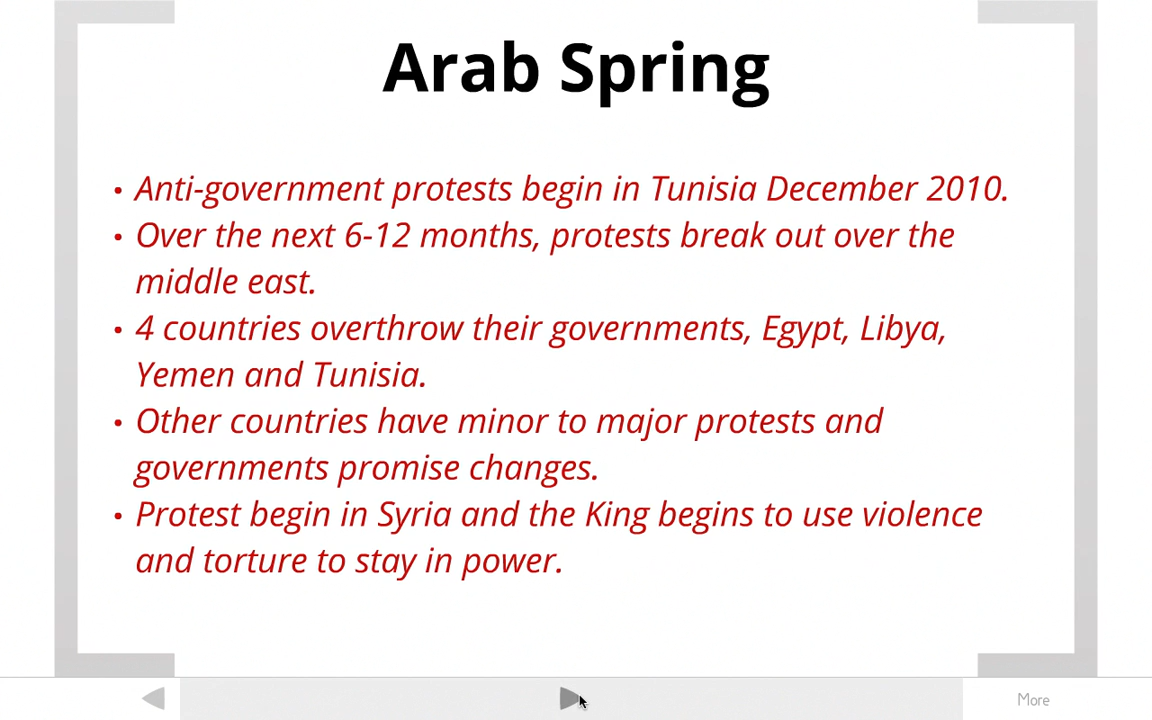 Arab Spring
• Anti-government protests begin in Tunisia December 2010.
• Over the next 6-12 months, protests break out over the
middle east.
• 4 countries overthrow their governments, Egypt, Libya,
Yemen and Tunisia.
• Other countries have minor to major protests and
governments promise changes.
• Protest begin in Syria and the King begins to use violence
and torture to stay in power.
More